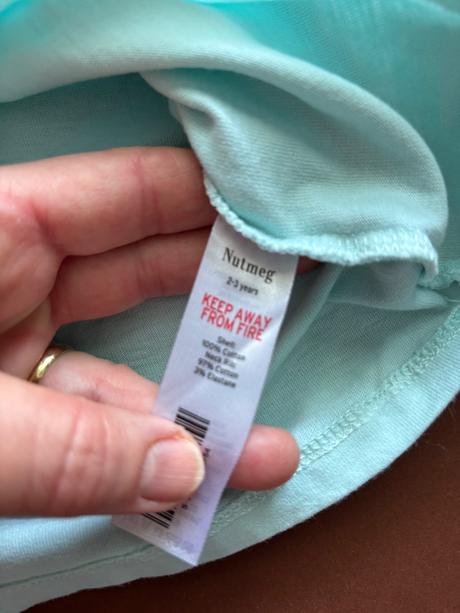 Nutmeg
2-3 years
KEEP AWAY
FROM FIRE
Shell:
100% Cotton
Neck Rib:
97% Cotton
3% Elastane